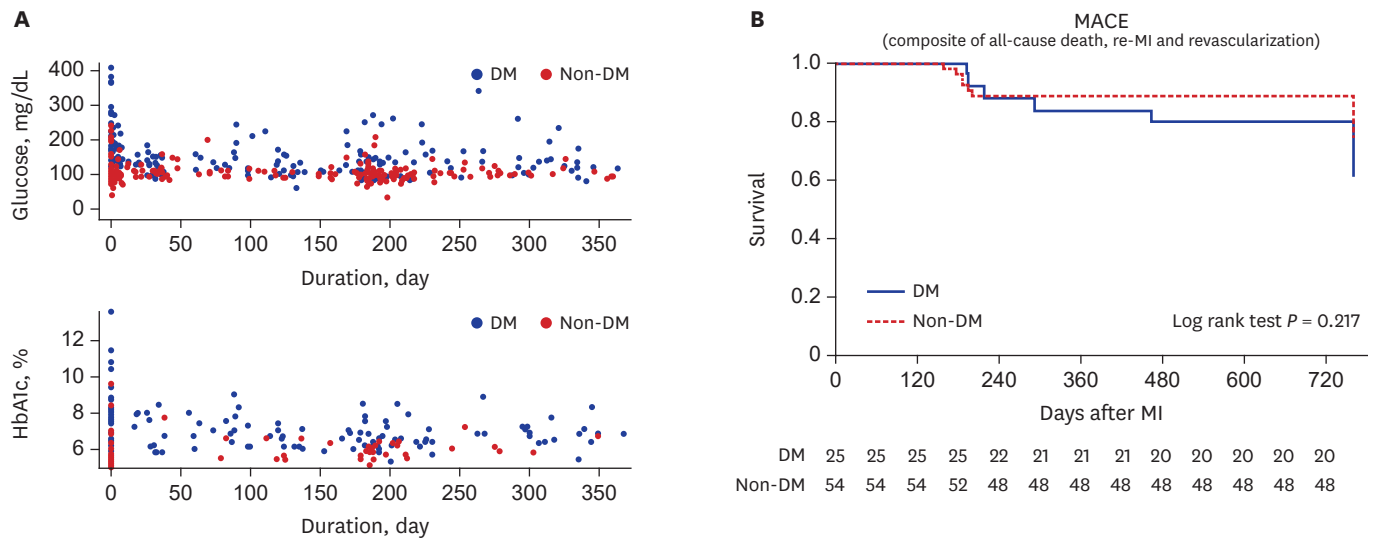 A
Glucose, mg/dL
400
300
200
100
0
DM Non-DM
0 50 100 150 200 250 300 350
Duration, day
HbA1c, %
12
10
8
6
DM Non-DM
0 50 100 150 200 250 300 350
Duration, day
B
MACE
(composite of all-cause death, re-MI and revascularization)
Survival
1.0
0.8
0.6
0.4
0.2
0
DM
Non-DM
Log rank test P = 0.217
0 120 240 360 480 600 720
Days after MI
DM 25 25 25 25 22 21 21 21 20 20 20 20 20
Non-DM 54 54 54 52 48 48 48 48 48 48 48 48 48